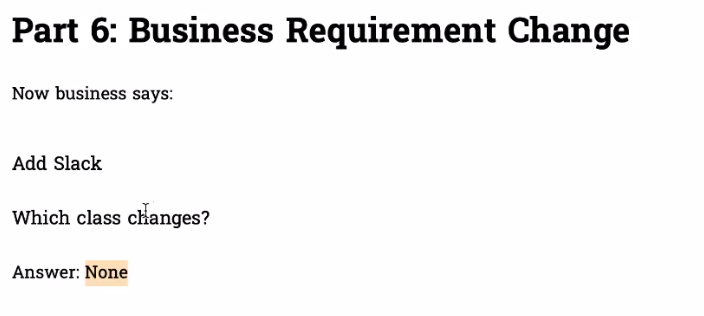 Part 6: Business Requirement Change
Now business says:
Add Slack
Which class changes?
Answer: None